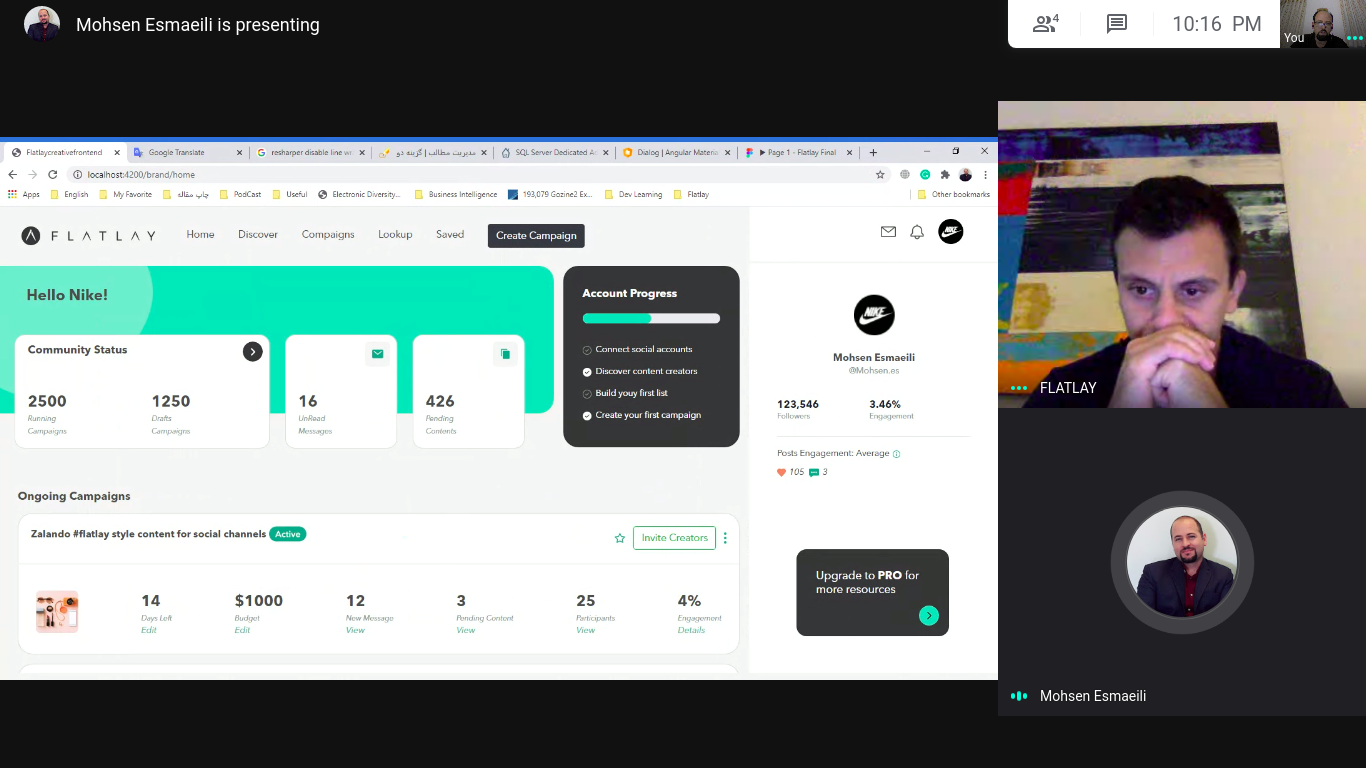 Mohsen Esmaeili is presenting
4
10:16 PM
You
Flatlaycreativefrontend
Google Translate
resharper disable line wr
مدیریت مطالب | گزینه دو
SQL Server Dedicated Ac
Dialog | Angular Materia
Page 1 - Flatlay Final
localhost:4200/brand/home
Apps
English
My Favorite
چاپ مقاله
PodCast
Useful
Electronic Diversity...
Business Intelligence
193,079 Gozine2 Ex...
Dev Learning
Flatlay
Other bookmarks
FLATLAY
Home
Discover
Compaigns
Lookup
Saved
Create Campaign
NIKE
Hello Nike!
Community Status
2500
Running
Campaigns
1250
Drafts
Campaigns
16
UnRead
Messages
426
Pending
Contents
Account Progress
Connect social accounts
Discover content creators
Build youy first list
Create your first campaign
NIKE
Mohsen Esmaeili
@Mohsen.es
123,546
Followers
3.46%
Engagement
Posts Engagement: Average
105
3
Ongoing Campaigns
Zalando #flatlay style content for social channels
Active
Invite Creators
14
Days Left
Edit
$1000
Budget
Edit
12
New Message
View
3
Pending Content
View
25
Participants
View
4%
Engagement
Details
Upgrade to PRO for
more resources
FLATLAY
Mohsen Esmaeili